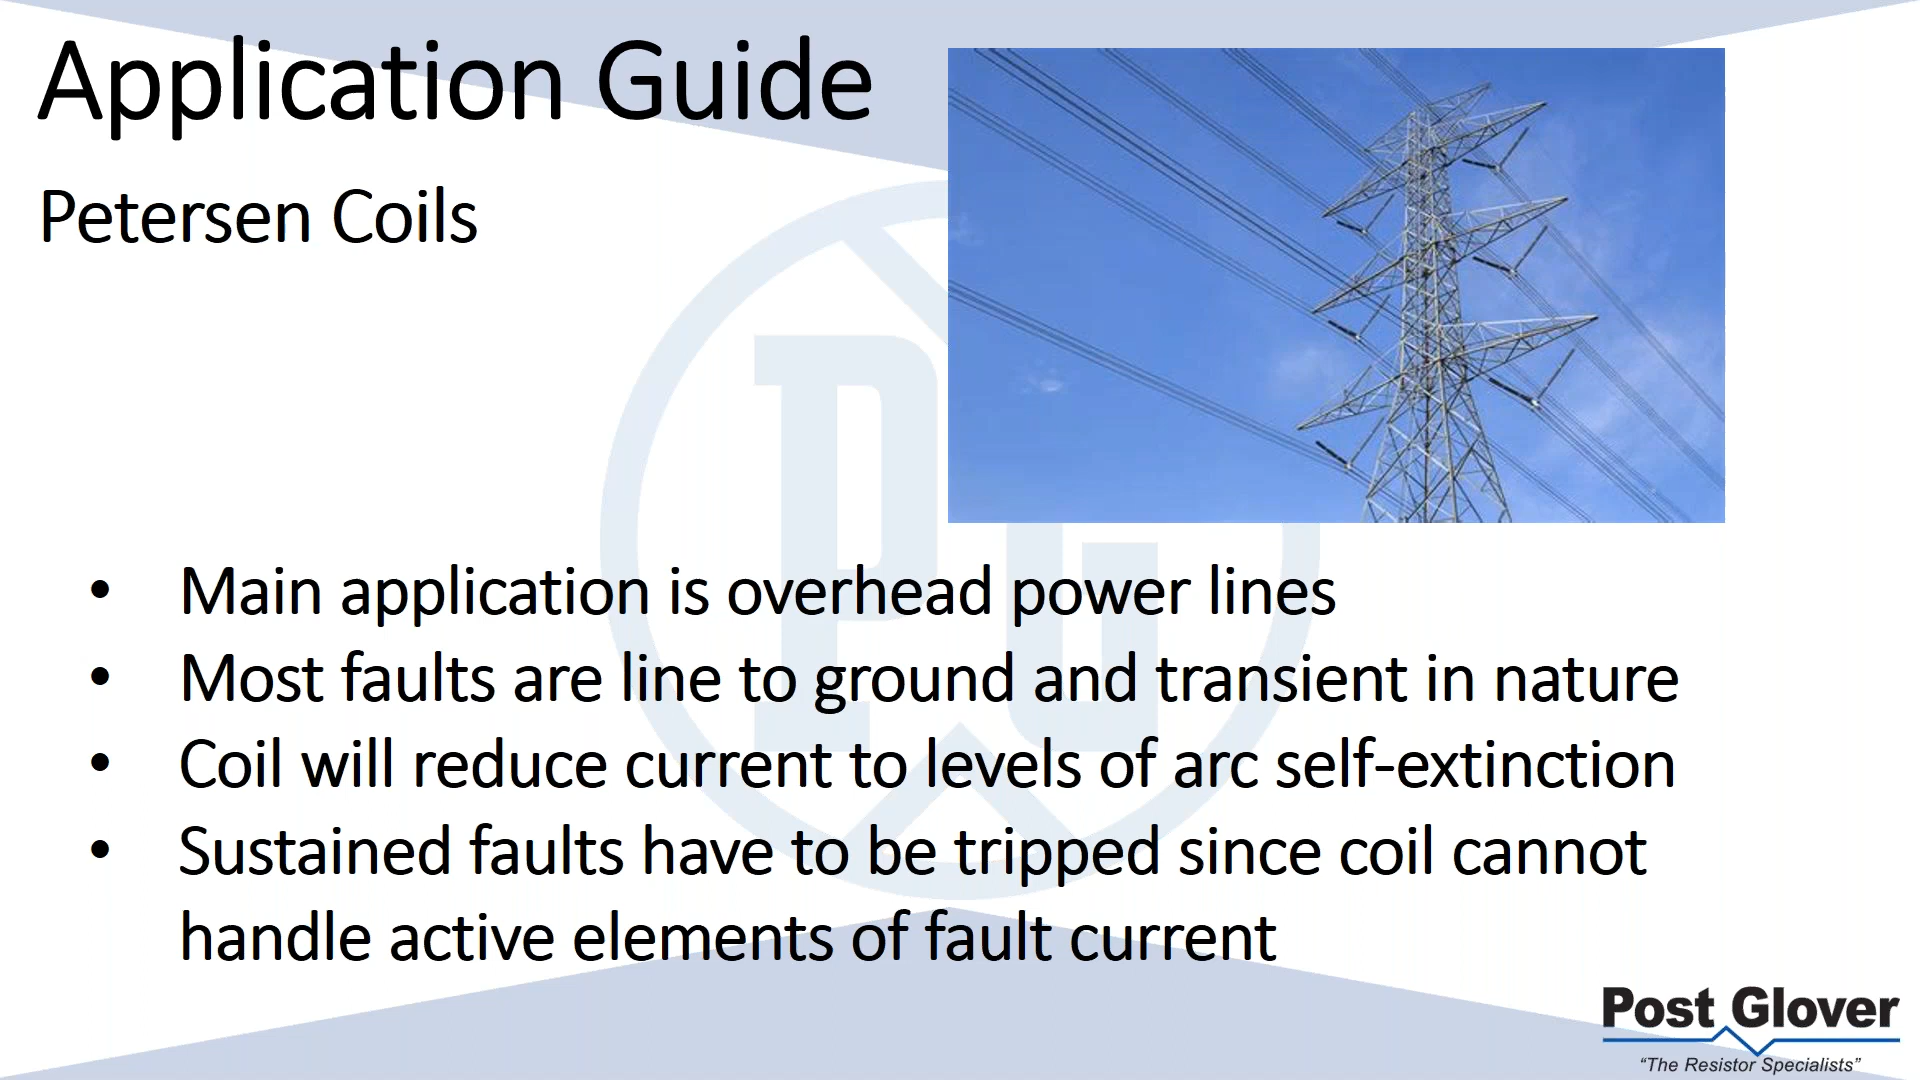 Application Guide
Petersen Coils
• Main application is overhead power lines
• Most faults are line to ground and transient in nature
• Coil will reduce current to levels of arc self-extinction
• Sustained faults have to be tripped since coil cannot
handle active elements of fault current
PG
Post Glover
“The Resistor Specialists”